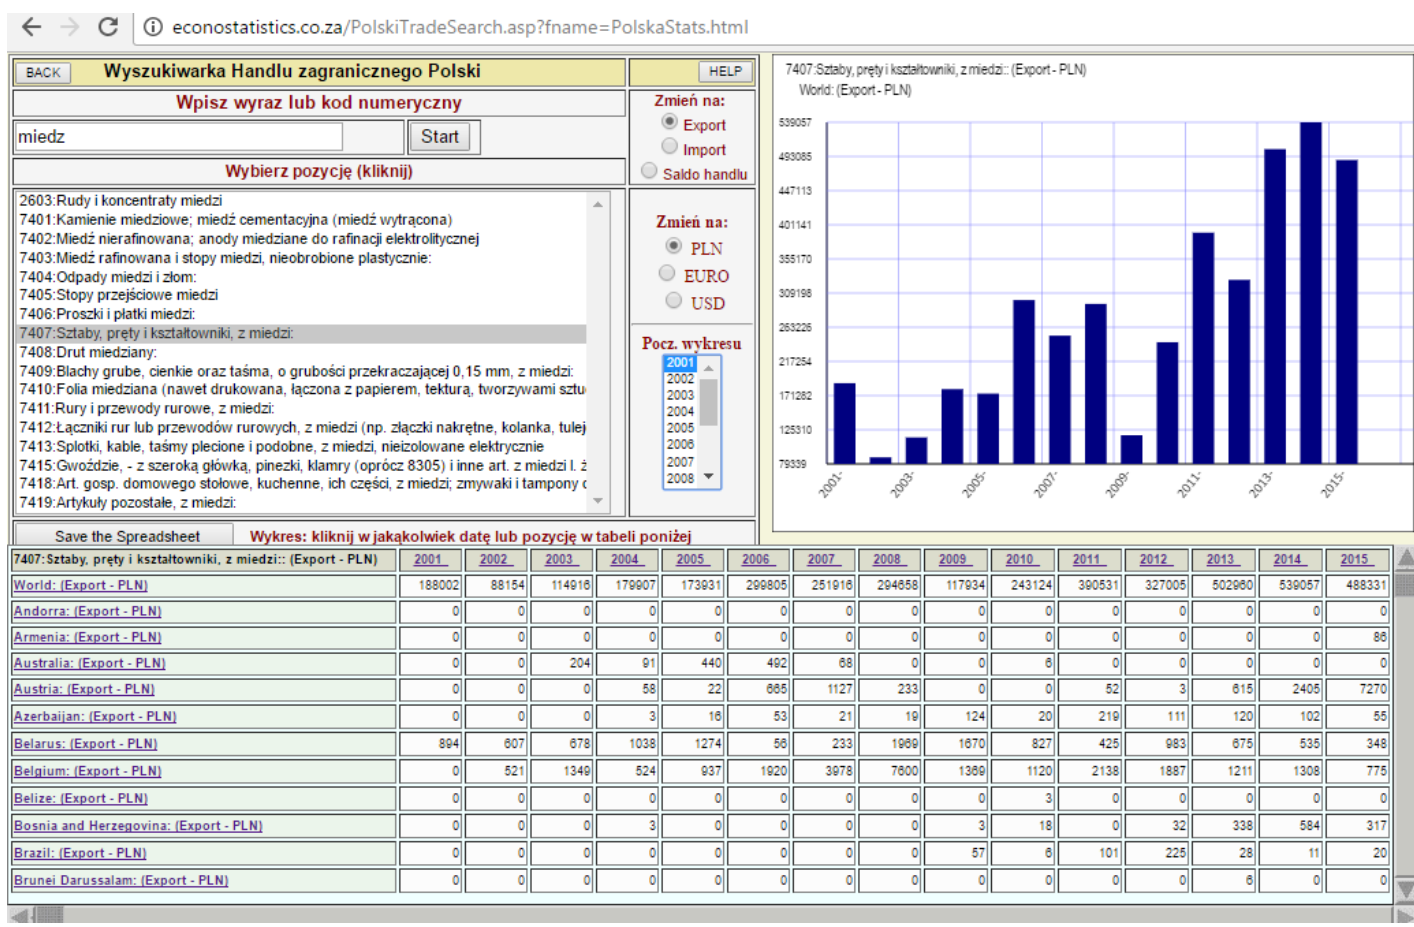 econostatistics.co.za/PolskiTradeSearch.asp?fname=PolskaStats.html
BACK Wyszukiwarka Handlu zagranicznego Polski HELP
Wpisz wyraz lub kod numeryczny
miedz Start
Wybierz pozycję (kliknij)
2603:Rudy i koncentraty miedzi
7401:Kamienie miedziowe; miedź cementacyjna (miedź wytrącona)
7402:Miedź nierafinowana; anody miedziane do rafinacji elektrolitycznej
7403:Miedź rafinowana i stopy miedzi, nieobrobione plastycznie:
7404:Odpady miedzi i złom:
7405:Stopy przejściowe miedzi
7406:Proszki i płatki miedzi:
7407:Sztaby, pręty i kształtowniki, z miedzi:
7408:Drut miedziany:
7409:Blachy grube, cienkie oraz taśma, o grubości przekraczającej 0,15 mm, z miedzi:
7410:Folia miedziana (nawet drukowana, łączona z papierem, tekturą, tworzywami sztu
7411:Rury i przewody rurowe, z miedzi:
7412:Łączniki rur lub przewodów rurowych, z miedzi (np. złączki nakrętne, kolanka, tulej
7413:Splotki, kable, taśmy plecione i podobne, z miedzi, nieizolowane elektrycznie
7415:Gwoździe, - z szeroką główką, pinezki, klamry (oprócz 8305) i inne art. z miedzi l. ż
7418:Art. gosp. domowego stołowe, kuchenne, ich części, z miedzi; zmywaki i tampony c
7419:Artykuły pozostałe, z miedzi:
Zmień na:
Export
Import
Saldo handlu
Zmień na:
PLN
EURO
USD
Pocz. wykresu
2001
2002
2003
2004
2005
2006
2007
2008
Save the Spreadsheet Wykres: kliknij w jakąkolwiek datę lub pozycję w tabeli poniżej
7407:Sztaby, pręty i kształtowniki, z miedzi:: (Export - PLN)
World: (Export - PLN)
539057
493085
447113
401141
355170
309198
263226
217254
171282
125310
79339
2001- 2003- 2005- 2007- 2009- 2011- 2013- 2015-
7407:Sztaby, pręty i kształtowniki, z miedzi:: (Export - PLN) 2001 2002 2003 2004 2005 2006 2007 2008 2009 2010 2011 2012 2013 2014 2015
World: (Export - PLN) 188002 88154 114916 179907 173931 299805 251916 294658 117934 243124 390531 327005 502960 539057 488331
Andorra: (Export - PLN) 0 0 0 0 0 0 0 0 0 0 0 0 0 0 0
Armenia: (Export - PLN) 0 0 0 0 0 0 0 0 0 0 0 0 0 0 86
Australia: (Export - PLN) 0 0 204 91 440 492 68 0 0 6 0 0 0 0 0
Austria: (Export - PLN) 0 0 0 58 22 665 1127 233 0 0 52 3 615 2405 7270
Azerbaijan: (Export - PLN) 0 0 0 3 16 53 21 19 124 20 219 111 120 102 55
Belarus: (Export - PLN) 894 607 678 1038 1274 56 233 1969 1670 827 425 983 675 535 348
Belgium: (Export - PLN) 0 521 1349 524 937 1920 3978 7600 1369 1120 2138 1887 1211 1308 775
Belize: (Export - PLN) 0 0 0 0 0 0 0 0 0 3 0 0 0 0 0
Bosnia and Herzegovina: (Export - PLN) 0 0 0 3 0 0 0 0 3 18 0 32 338 584 317
Brazil: (Export - PLN) 0 0 0 0 0 0 0 0 57 6 101 225 28 11 20
Brunei Darussalam: (Export - PLN) 0 0 0 0 0 0 0 0 0 0 0 0 6 0 0